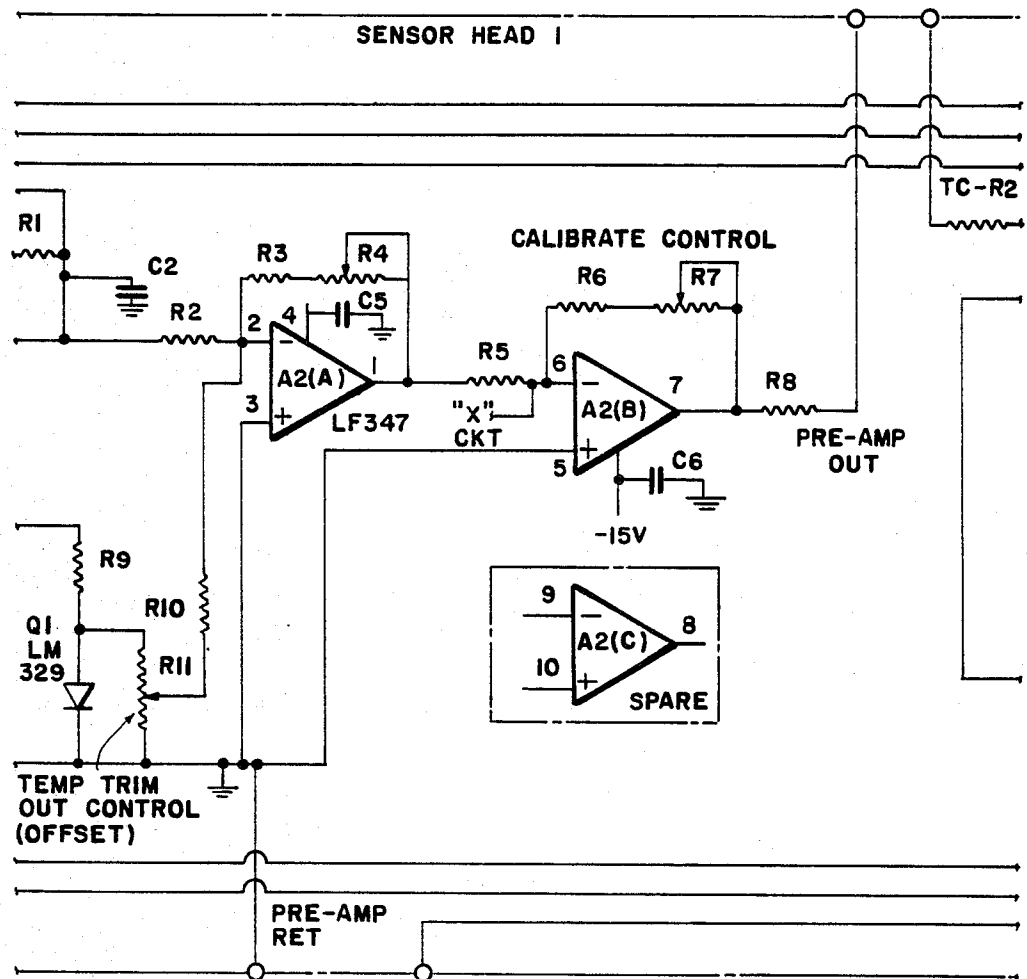 SENSOR HEAD 1
TC-R2
R1
C2
R2
R3
R4
C5
2
4
3
1
A2(A)
LF347
CALIBRATE CONTROL
R6
R7
R5
"X"
CKT
6
5
7
A2(B)
R8
PRE-AMP
OUT
C6
-15V
R9
R10
Q1
LM
329
R11
9
10
8
A2(C)
SPARE
TEMP TRIM
OUT CONTROL
(OFFSET)
PRE-AMP
RET